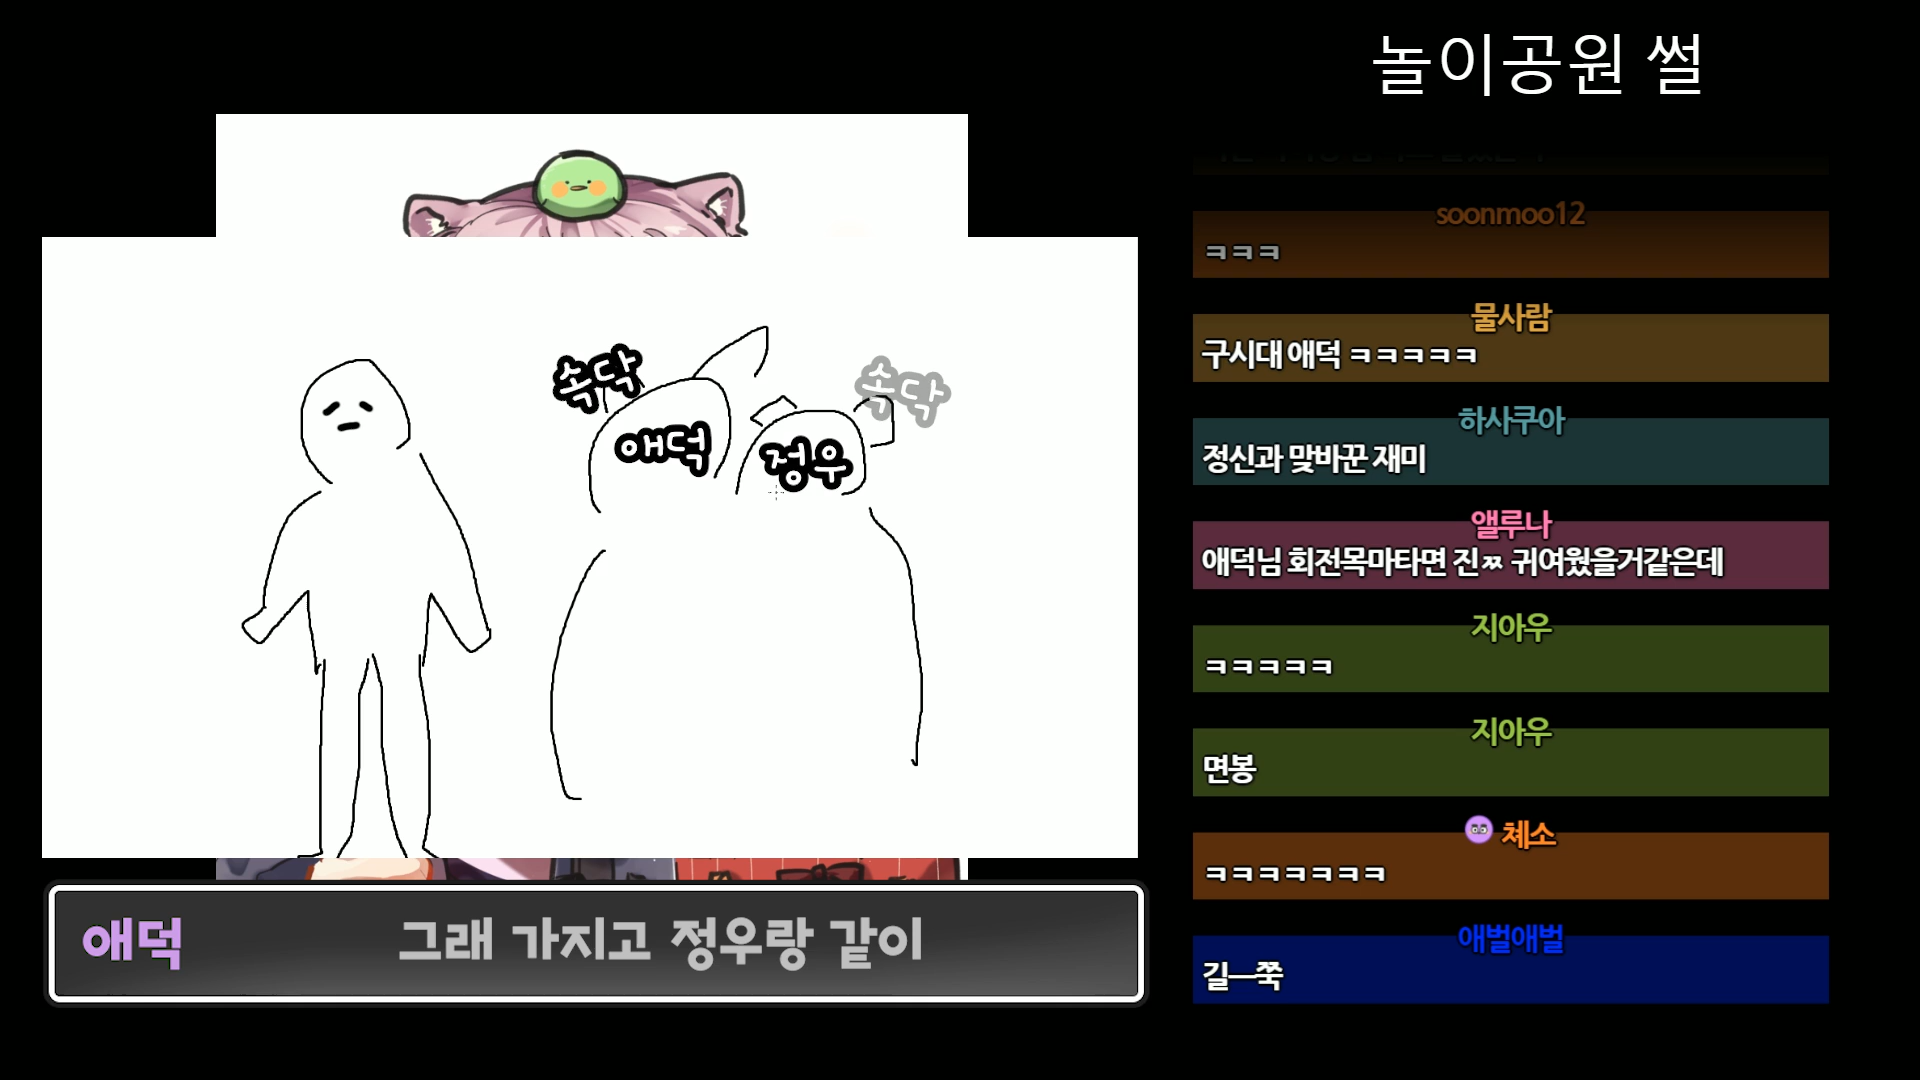 놀이공원 썰
속닥
속닥
애덕
정우
애덕
그래 가지고 정우랑 같이
soonmoo12
ㅋㅋㅋ
물사람
구시대 애덕 ㅋㅋㅋㅋㅋ
하사쿠아
정신과 맞바꾼 재미
앨루나
애덕님 회전목마타면 진ㅉ 귀여웠을거같은데
지아우
ㅋㅋㅋㅋㅋ
지아우
면봉
체소
ㅋㅋㅋㅋㅋㅋㅋ
애벌애벌
길—쭉